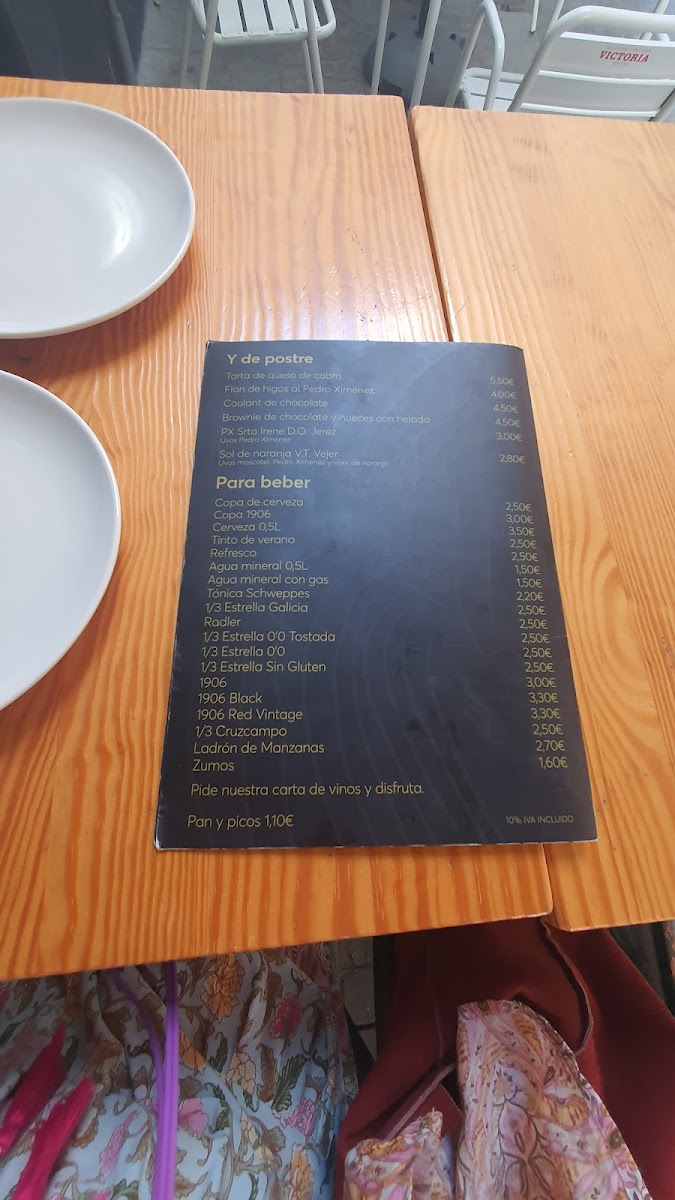 VICTORIA
Y de postre
Tarta de queso de cabra 5,50€
Flan de higos al Pedro Ximénez 4,00€
Coulant de chocolate 4,50€
Brownie de chocolate y nueces con helado 4,50€
PX Srta Irene D.O. Jerez 3,00€
Uvas Pedro Ximénez
Sol de naranja V.T. Vejer 2,80€
Uvas moscatel, Pedro Ximénez y elixir de naranja
Para beber
Copa de cerveza 2,50€
Copa 1906 3,00€
Cerveza 0,5L 3,50€
Tinto de verano 2,50€
Refresco 2,50€
Agua mineral 0,5L 1,50€
Agua mineral con gas 1,50€
Tónica Schweppes 2,20€
1/3 Estrella Galicia 2,50€
Radler 2,50€
1/3 Estrella 0'0 Tostada 2,50€
1/3 Estrella 0'0 2,50€
1/3 Estrella Sin Gluten 2,50€
1906 3,00€
1906 Black 3,30€
1906 Red Vintage 3,30€
1/3 Cruzcampo 2,50€
Ladrón de Manzanas 2,70€
Zumos 1,60€
Pide nuestra carta de vinos y disfruta.
Pan y picos 1,10€
10% IVA INCLUIDO